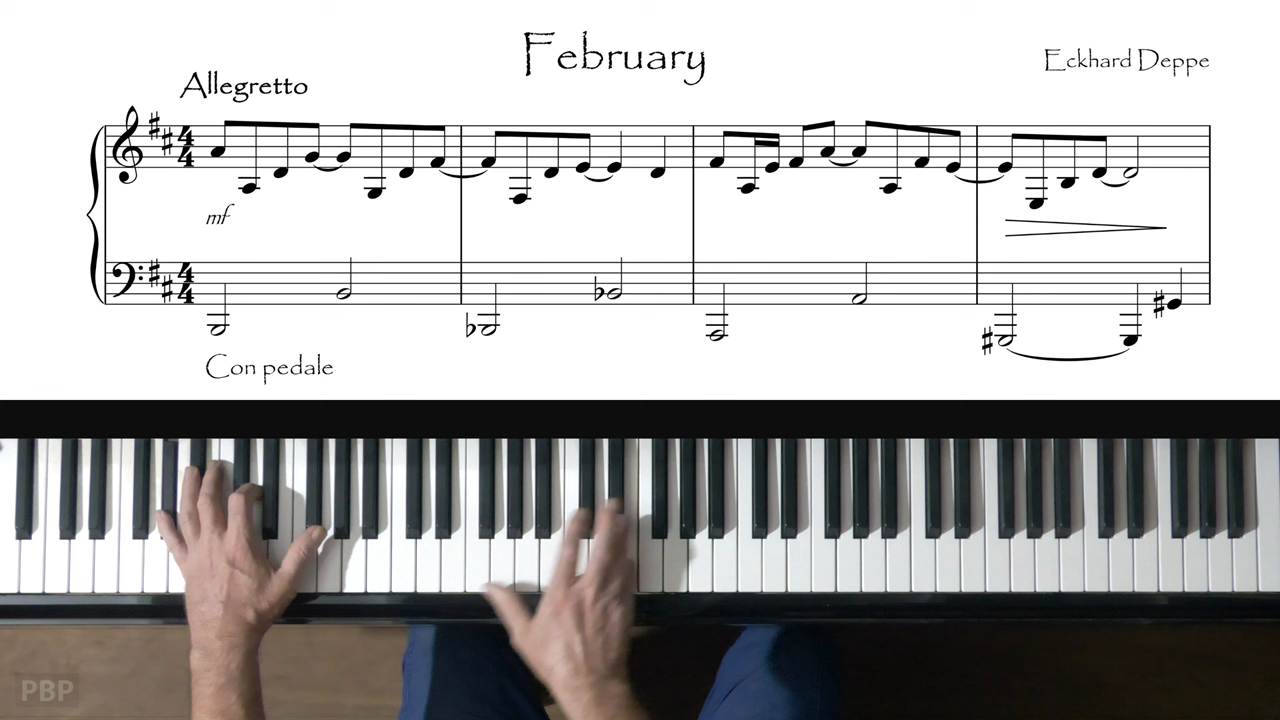 February
Eckhard Deppe
Allegretto
mf
Con pedale
PBP